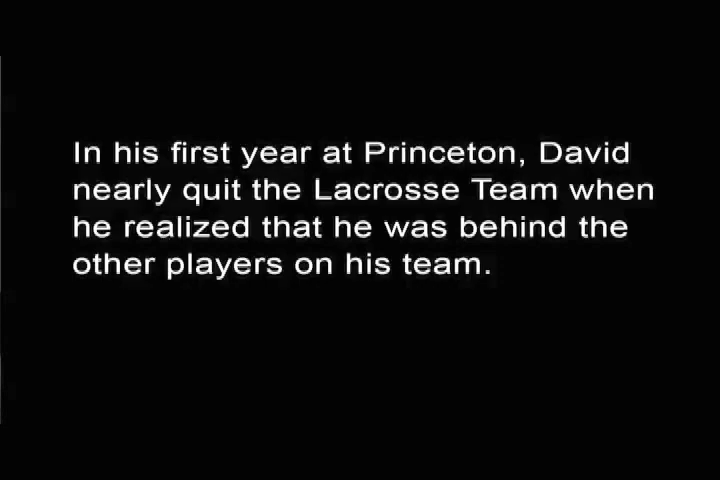 In his first year at Princeton, David
nearly quit the Lacrosse Team when
he realized that he was behind the
other players on his team.